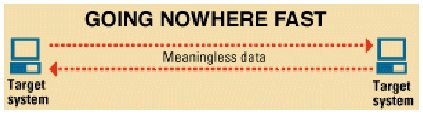 GOING NOWHERE FAST
Meaningless data
Target
system
Target
system